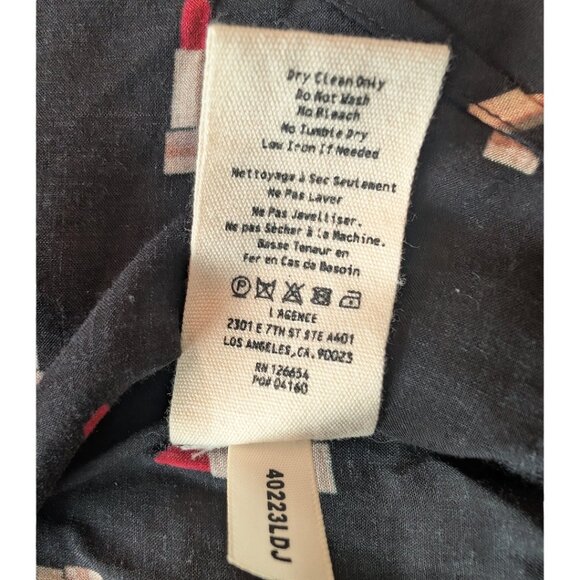 Dry Clean Only
Do Not Wash
No Bleach
No Tumble Dry
Low Iron If Needed
Nettoyage à Sec Seulement
Ne Pas Laver
Ne Pas Javelliser.
Ne pas Sècher à la Machine.
Basse Teneur en
Fer en Cas de Besoin
P
L AGENCE
2301 E 7TH ST STE A401
LOS ANGELES,CA.90023
RN 126654
PO# 04160
40223LDJ